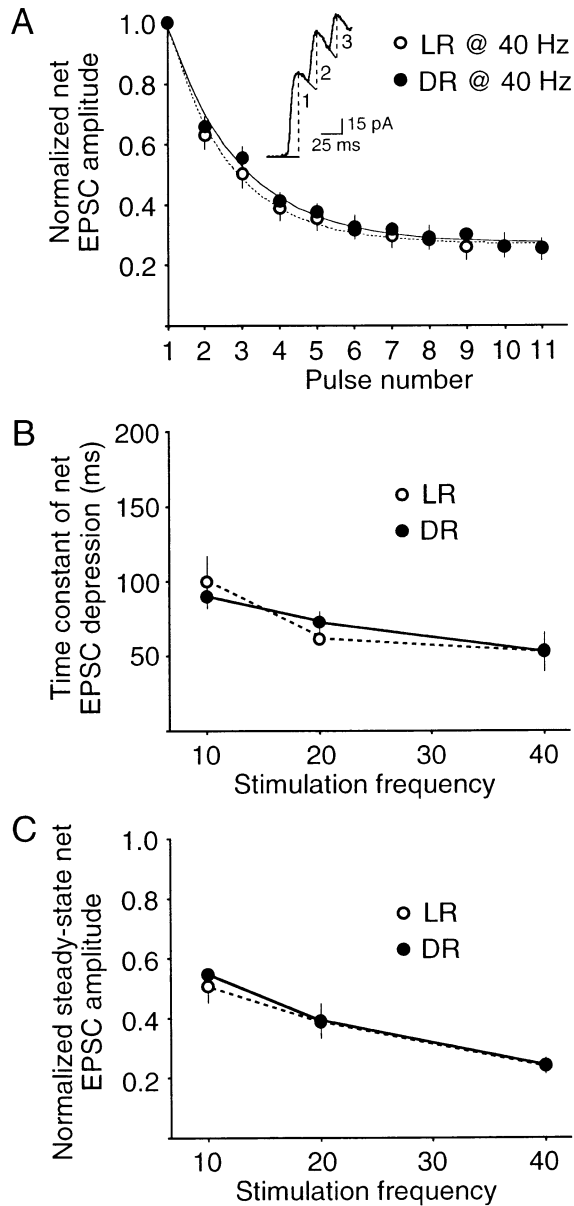 A
Normalized net
EPSC amplitude
1.0
0.8
0.6
0.4
0.2
1
2
3
15 pA
25 ms
LR @ 40 Hz
DR @ 40 Hz
1 2 3 4 5 6 7 8 9 10 11
Pulse number
B
Time constant of net
EPSC depression (ms)
200
150
100
50
LR
DR
10 20 30 40
Stimulation frequency
C
Normalized steady-state net
EPSC amplitude
1.0
0.8
0.6
0.4
0.2
LR
DR
10 20 30 40
Stimulation frequency